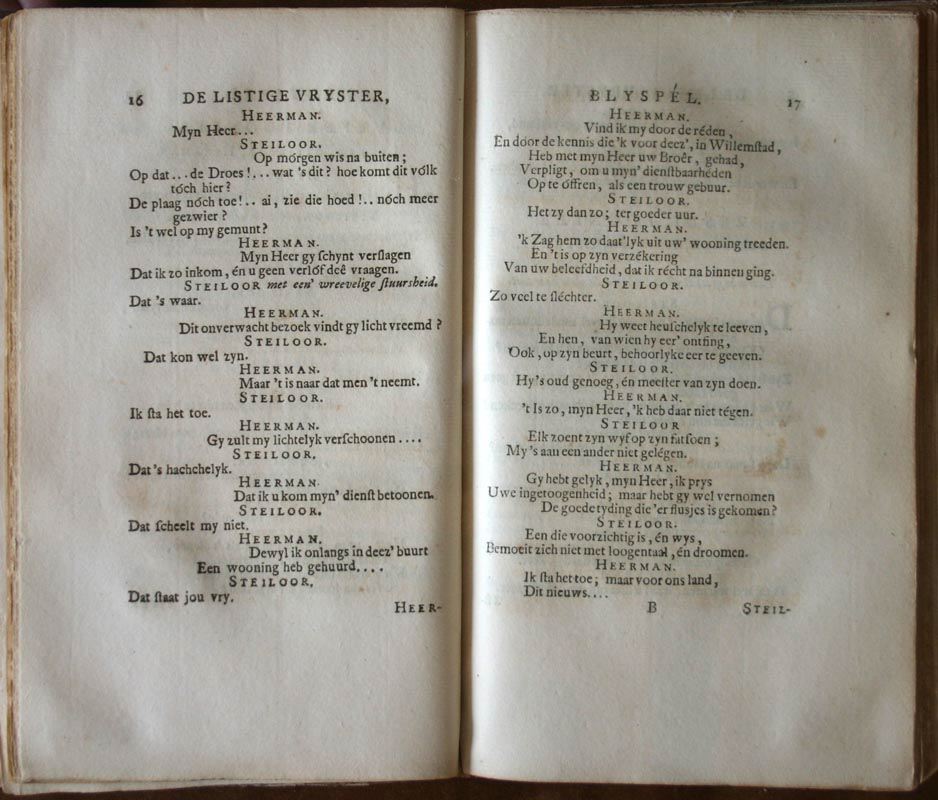 16 DE LISTIGE VRYSTER,
HEERMAN.
Myn Heer...
STEILOOR.
Op mórgen wis na buiten;
Op dat... de Droes!... wat 's dit? hoe komt dit vólk
tóch hier?
De plaag nóch toe!.. ai, zie die hoed!.. nóch meer
gezwier?
Is 't wel op my gemunt?
HEERMAN.
Myn Heer gy schynt verslagen
Dat ik zo inkom, én u geen verlóf deê vraagen.
STEILOOR met een' wreevelige stuursheid.
Dat 's waar.
HEERMAN.
Dit onverwacht bezoek vindt gy licht vreemd?
STEILOOR.
Dat kon wel zyn.
HEERMAN.
Maar 't is naar dat men 't neemt.
STEILOOR.
Ik sta het toe.
HEERMAN.
Gy zult my lichtelyk verschoonen....
STEILOOR.
Dat's hachchelyk.
HEERMAN.
Dat ik u kom myn' dienst betoonen.
STEILOOR.
Dat scheelt my niet.
HEERMAN.
Dewyl ik onlangs in deez' buurt
Een wooning heb gehuurd....
STEILOOR.
Dat staat jou vry.
HEER-
BLYSPÉL. 17
HEERMAN.
Vind ik my door de réden,
En door de kennis die 'k voor deez', in Willemstad,
Heb met myn Heer uw Broêr, gehad,
Verpligt, om u myn' dienstbaarheden
Op te óffren, als een trouw gebuur.
STEILOOR.
Het zy dan zo; ter goeder uur.
HEERMAN.
'k Zag hem zo daat'lyk uit uw' wooning treeden.
En 't is op zyn verzékering
Van uw beleefdheid, dat ik récht na binnen ging.
STEILOOR.
Zo veel te sléchter.
HEERMAN.
Hy weet heuschelyk te leeven,
En hen, van wien hy eer' ontfing,
Ook, op zyn beurt, behoorlyke eer te geeven.
STEILOOR.
Hy's oud genoeg, én meester van zyn doen.
HEERMAN.
't Is zo, myn Heer, 'k heb daar niet tégen.
STEILOOR
Elk zoent zyn wyf op zyn fatsoen;
My's aan een ander niet gelégen.
HEERMAN.
Gy hebt gelyk, myn Heer, ik prys
Uwe ingetoogenheid; maar hebt gy wel vernomen
De goede tyding die 'er flusjes is gekomen?
STEILOOR.
Een die voorzichtig is, én wys,
Bemoeit zich niet met loogentaal, én droomen.
HEERMAN.
Ik sta het toe; maar voor ons land,
Dit nieuws....
B STEIL-